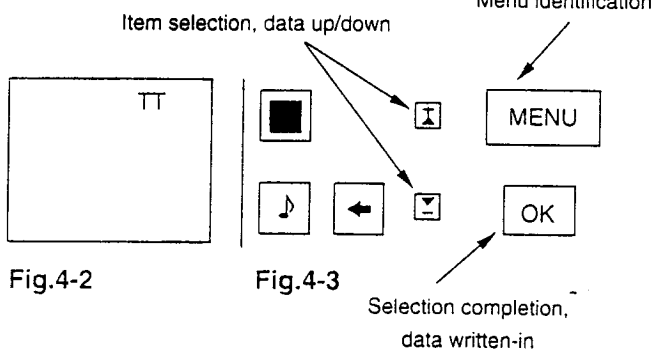 Menu identification
Item selection, data up/down
TT
MENU
OK
Fig.4-2
Fig.4-3
Selection completion,
data written-in